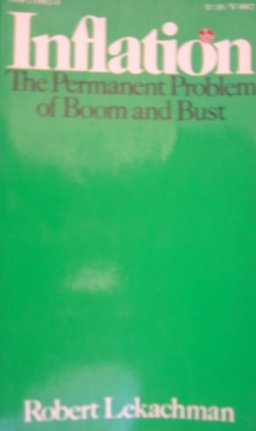 Inflation
The Permanent Problem
of Boom and Bust
Robert Lekachman